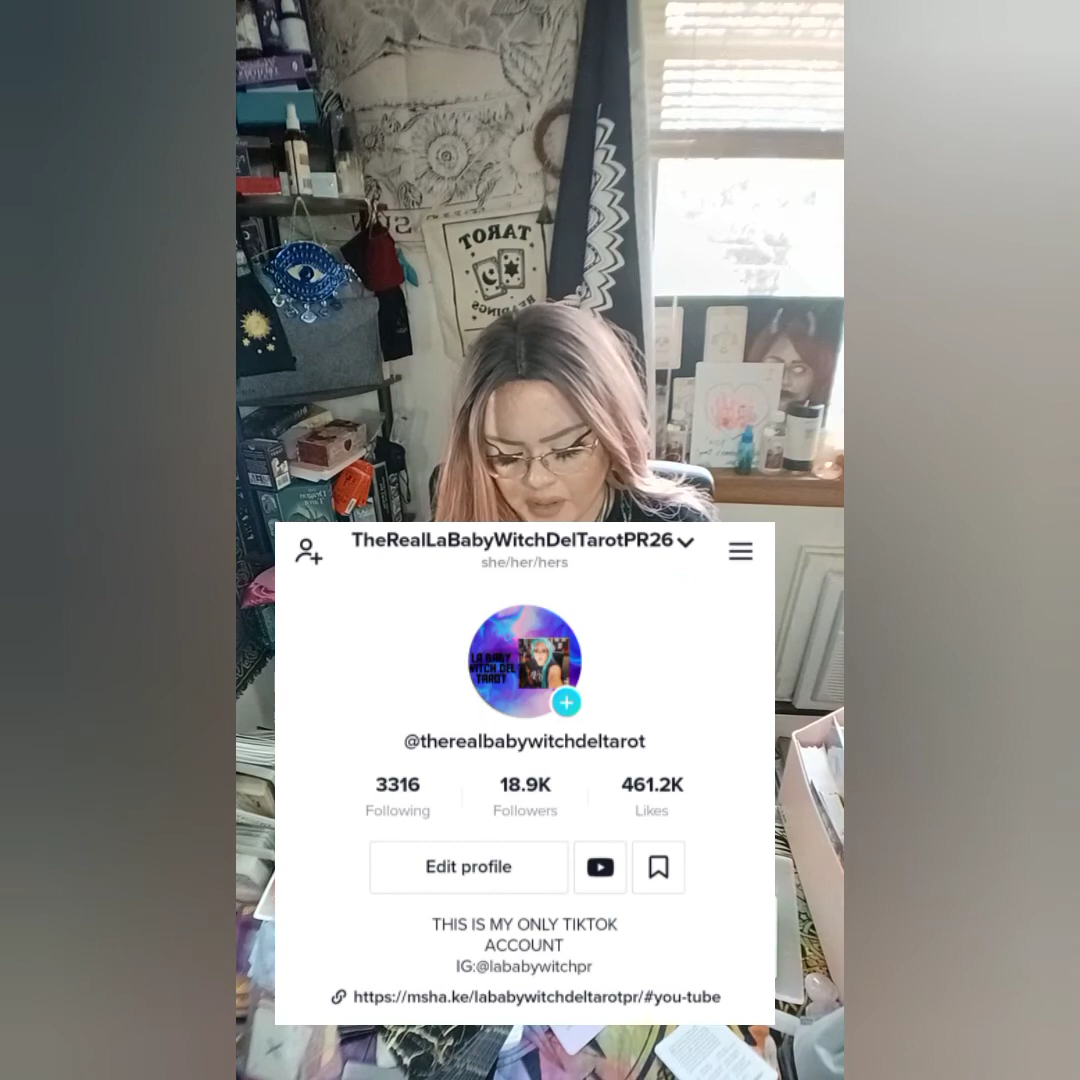 TAROT
READINGS
TheRealLaBabyWitchDelTarotPR26
she/her/hers
LA BABY
WITCH DEL
TAROT
@therealbabywitchdeltarot
3316
18.9K
461.2K
Following
Followers
Likes
Edit profile
THIS IS MY ONLY TIKTOK
ACCOUNT
IG:@lababywitchpr
https://msha.ke/lababywitchdeltarotpr/#you-tube